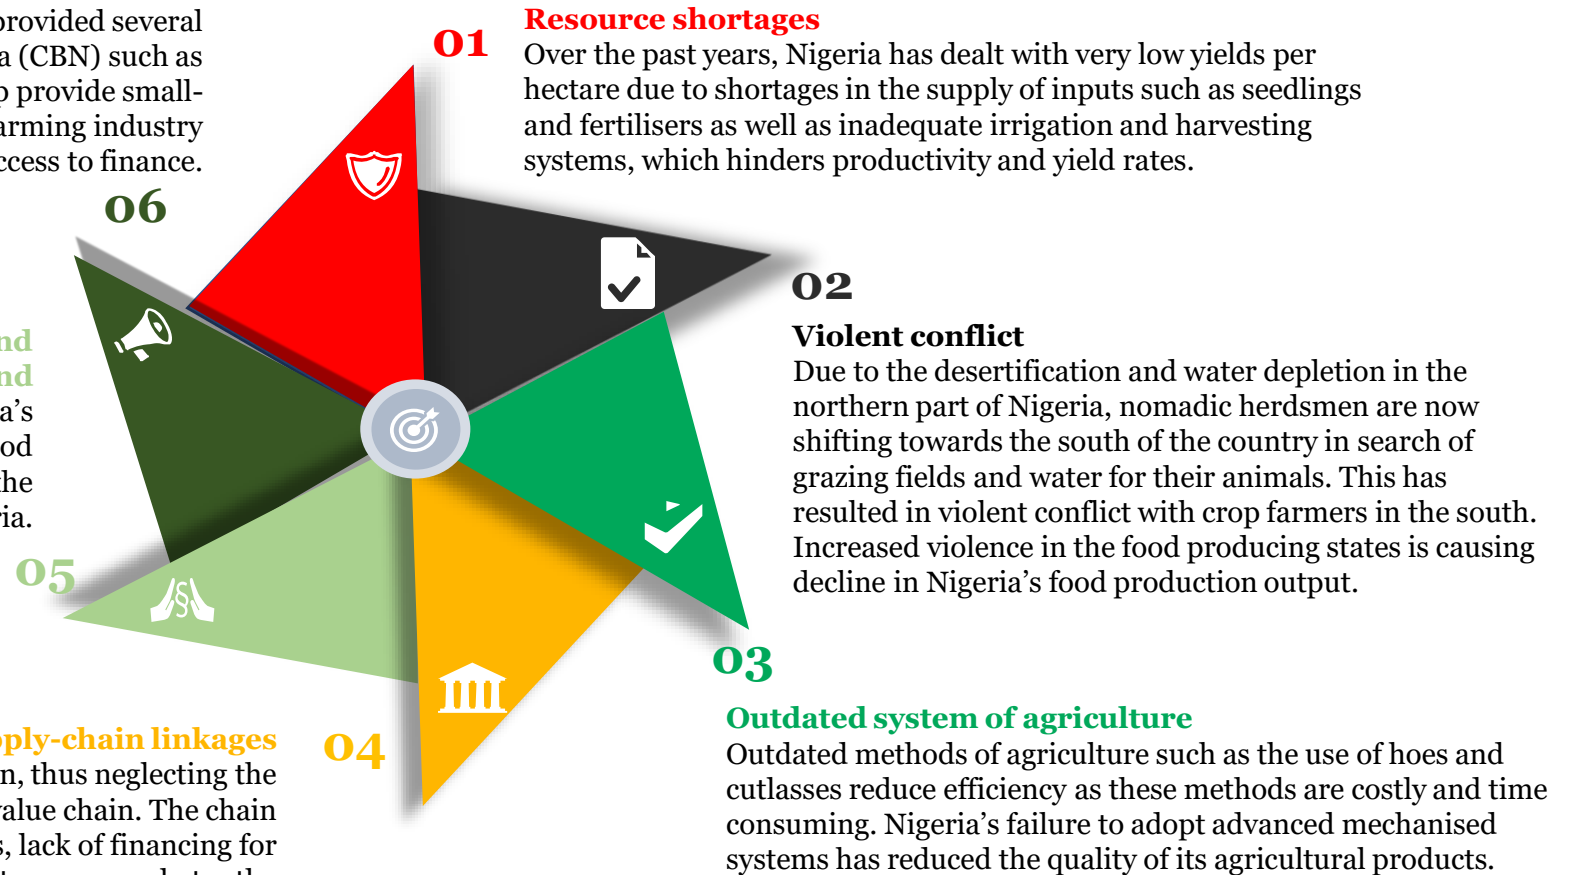 provided several
a (CBN) such as
p provide small-
arming industry
ccess to finance.
06
01
Resource shortages
Over the past years, Nigeria has dealt with very low yields per
hectare due to shortages in the supply of inputs such as seedlings
and fertilisers as well as inadequate irrigation and harvesting
systems, which hinders productivity and yield rates.
02
Violent conflict
Due to the desertification and water depletion in the
northern part of Nigeria, nomadic herdsmen are now
shifting towards the south of the country in search of
grazing fields and water for their animals. This has
resulted in violent conflict with crop farmers in the south.
Increased violence in the food producing states is causing
decline in Nigeria’s food production output.
nd
nd
a’s
od
the
ria.
05
03
Outdated system of agriculture
Outdated methods of agriculture such as the use of hoes and
cutlasses reduce efficiency as these methods are costly and time
consuming. Nigeria’s failure to adopt advanced mechanised
systems has reduced the quality of its agricultural products.
04
pply-chain linkages
n, thus neglecting the
value chain. The chain
s, lack of financing for
§